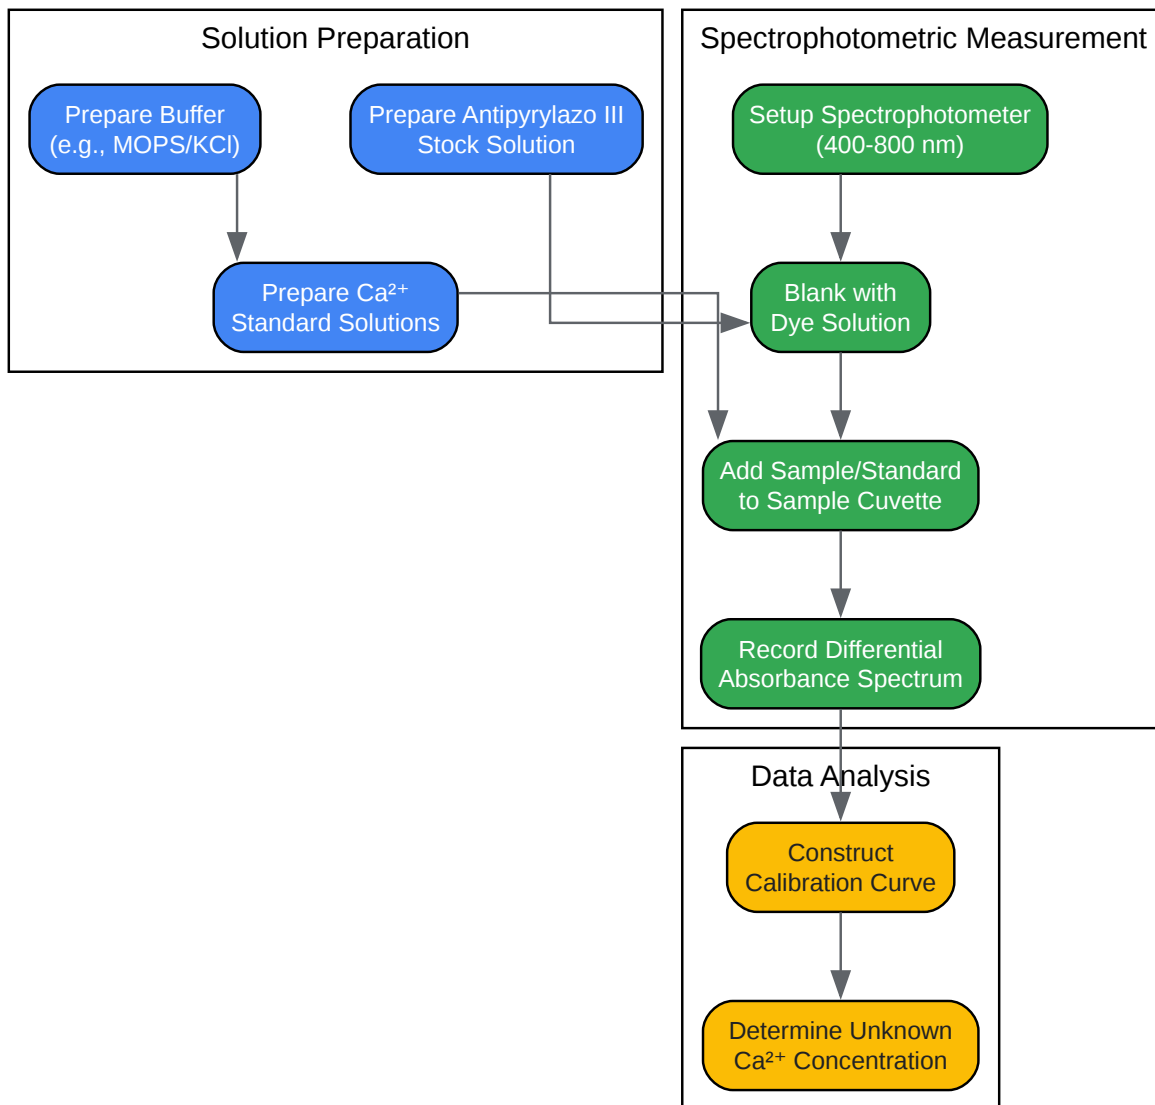 Solution Preparation
Prepare Buffer
(e.g., MOPS/KCl)
Prepare Antipyrylazo III
Stock Solution
Prepare Ca²⁺
Standard Solutions
Spectrophotometric Measurement
Setup Spectrophotometer
(400-800 nm)
Blank with
Dye Solution
Add Sample/Standard
to Sample Cuvette
Record Differential
Absorbance Spectrum
Data Analysis
Construct
Calibration Curve
Determine Unknown
Ca²⁺ Concentration